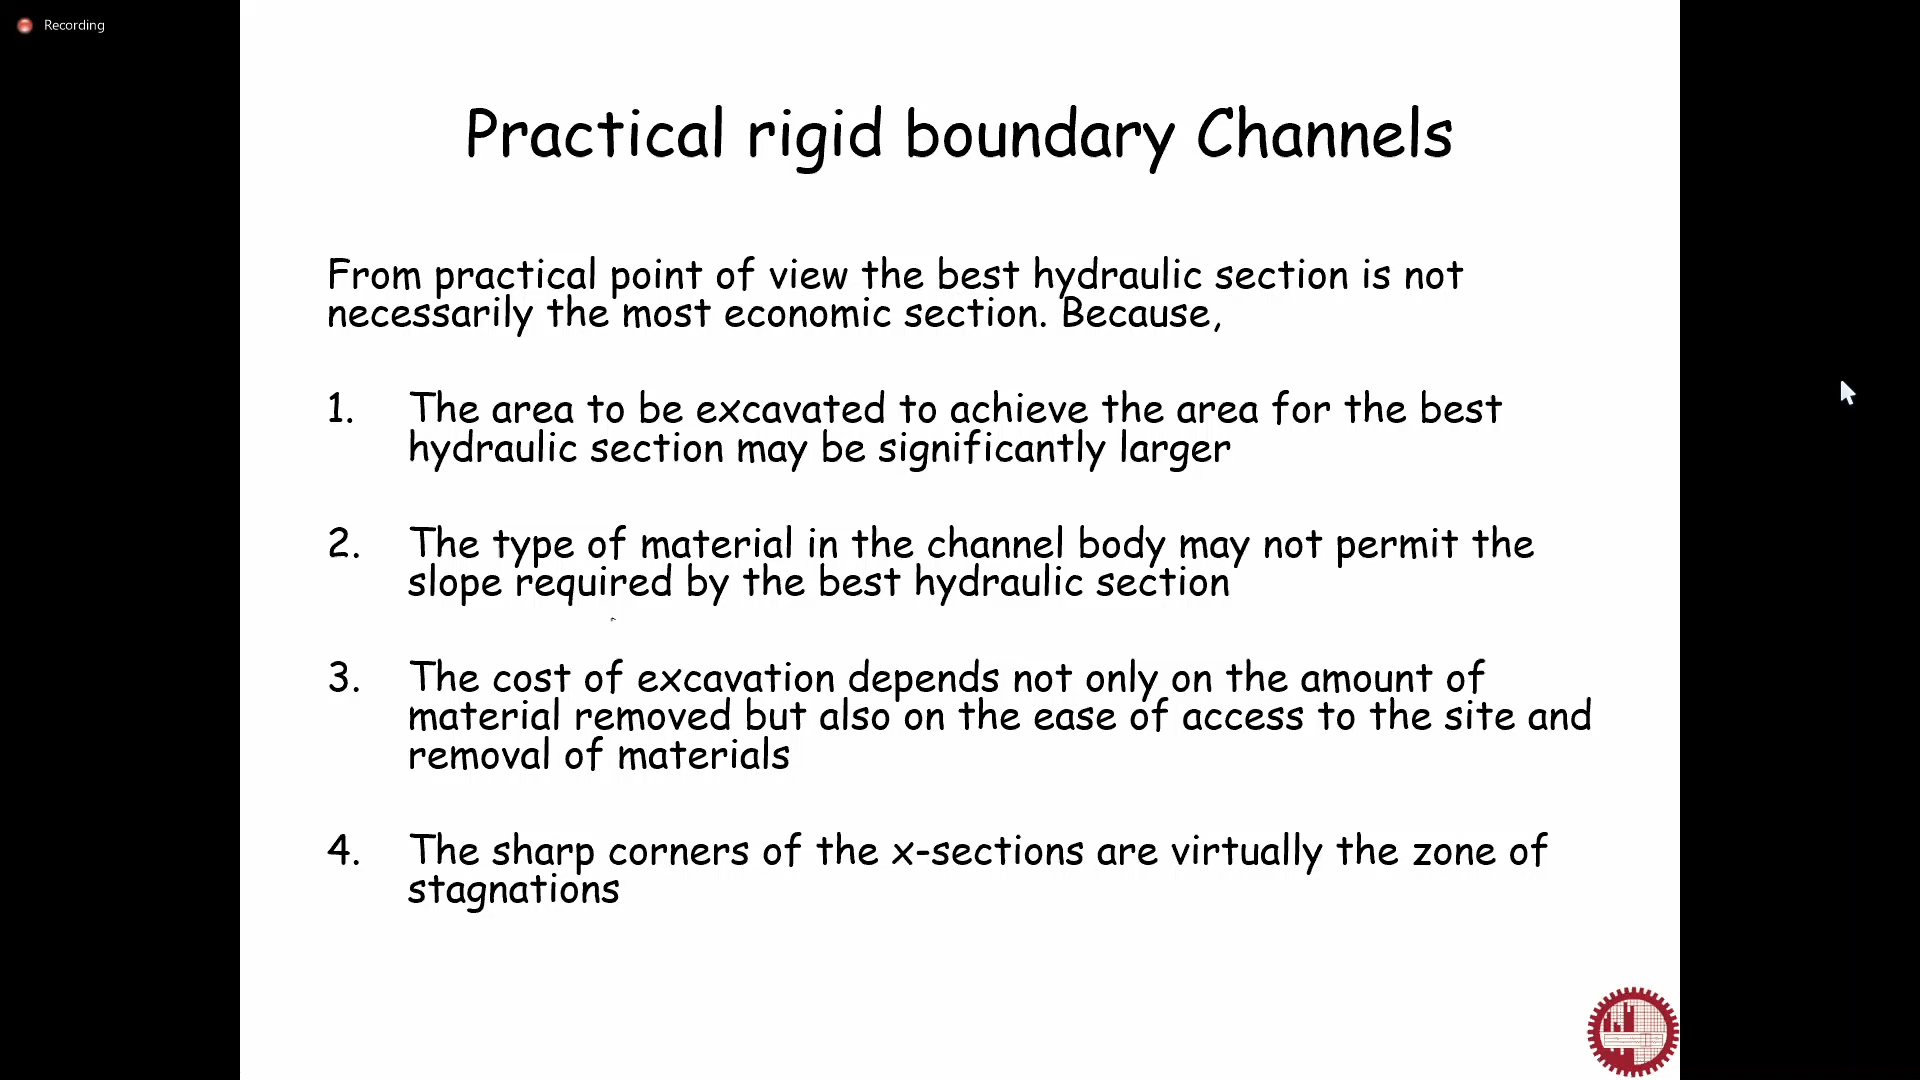 Recording
Practical rigid boundary Channels
From practical point of view the best hydraulic section is not
necessarily the most economic section. Because,
1. The area to be excavated to achieve the area for the best
hydraulic section may be significantly larger
2. The type of material in the channel body may not permit the
slope required by the best hydraulic section
3. The cost of excavation depends not only on the amount of
material removed but also on the ease of access to the site and
removal of materials
4. The sharp corners of the x-sections are virtually the zone of
stagnations